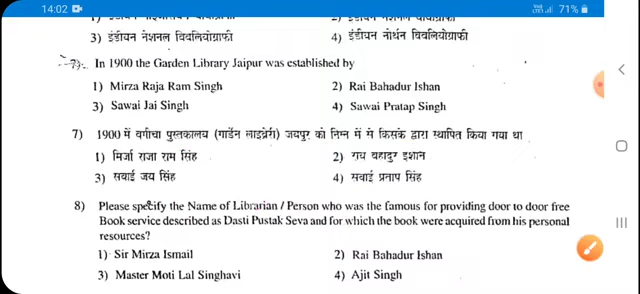 14:02 71%
3) इंडीयन नेशनल विवलियोग्राफी 4) इंडीयन नोर्थन विवलियोग्राफी
7) In 1900 the Garden Library Jaipur was established by
1) Mirza Raja Ram Singh 2) Rai Bahadur Ishan
3) Sawai Jai Singh 4) Sawai Pratap Singh
7) 1900 में वगीचा पुस्तकालय (गार्डेन लाइब्रेरी) जयपुर को निम्न में से किसके द्वारा स्थापित किया गया था
1) मिर्जा राजा राम सिंह 2) राय बहादुर इशान
3) सवाई जय सिंह 4) सवाई प्रनाप सिंह
8) Please specify the Name of Librarian / Person who was the famous for providing door to door free
Book service described as Dasti Pustak Seva and for which the book were acquired from his personal
resources?
1) Sir Mirza Ismail 2) Rai Bahadur Ishan
3) Master Moti Lal Singhavi 4) Ajit Singh